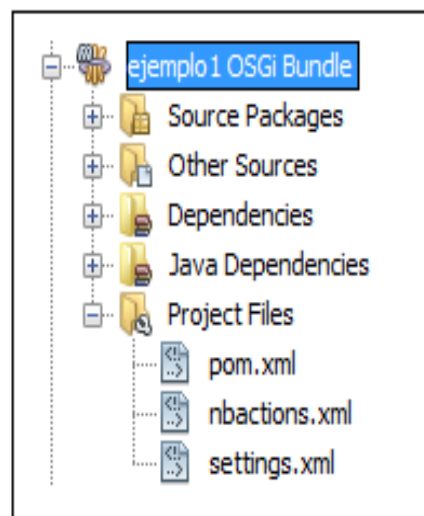 ejemplo1 OSGi Bundle
Source Packages
Other Sources
Dependencies
Java Dependencies
Project Files
pom.xml
nbactions.xml
settings.xml